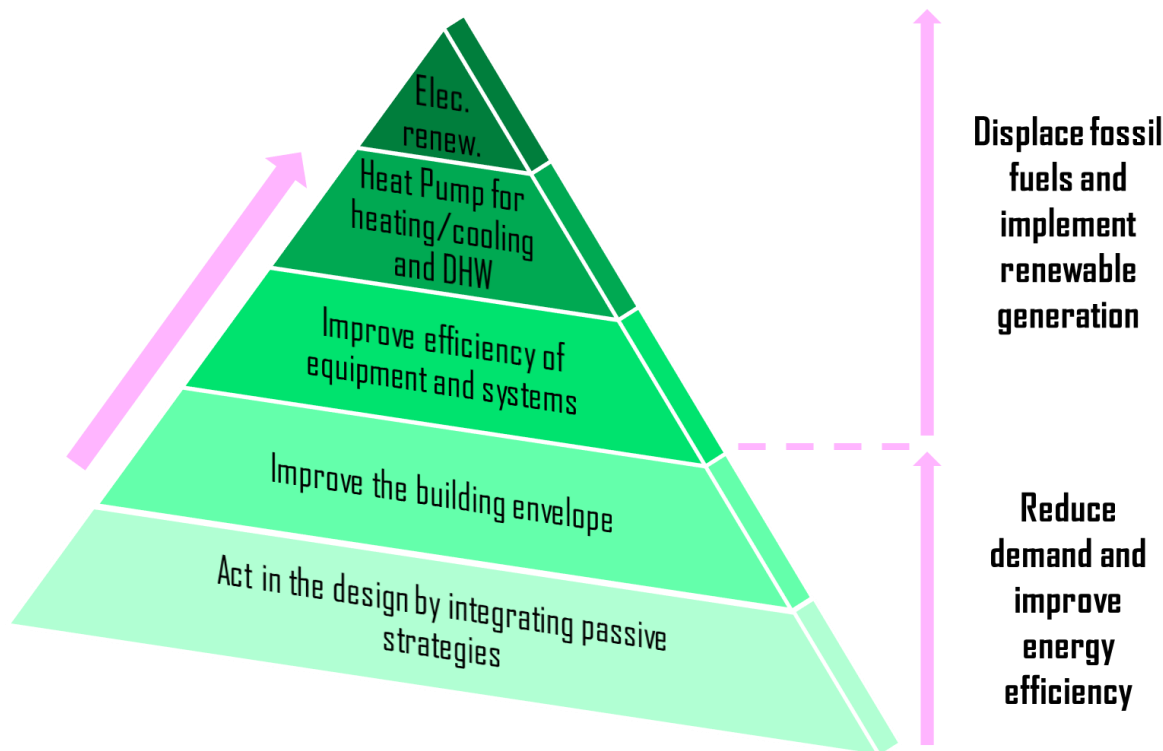 Elec.
renew.
Heat Pump for
heating/cooling
and DHW
Improve efficiency of
equipment and systems
Improve the building envelope
Act in the design by integrating passive
strategies
Displace fossil
fuels and
implement
renewable
generation
Reduce
demand and
improve
energy
efficiency